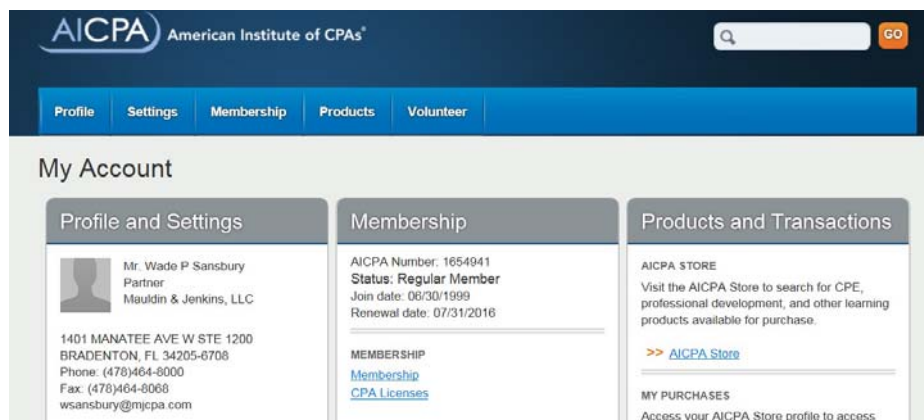 AICPA American Institute of CPAs®
GO
Profile Settings Membership Products Volunteer
My Account
Profile and Settings
Mr. Wade P Sansbury
Partner
Mauldin & Jenkins, LLC
1401 MANATEE AVE W STE 1200
BRADENTON, FL 34205-6708
Phone: (478)464-8000
Fax: (478)464-8068
wsansbury@mjcpa.com
Membership
AICPA Number: 1654941
Status: Regular Member
Join date: 06/30/1999
Renewal date: 07/31/2016
MEMBERSHIP
Membership
CPA Licenses
Products and Transactions
AICPA STORE
Visit the AICPA Store to search for CPE,
professional development, and other learning
products available for purchase.
>> AICPA Store
MY PURCHASES
Access your AICPA Store profile to access